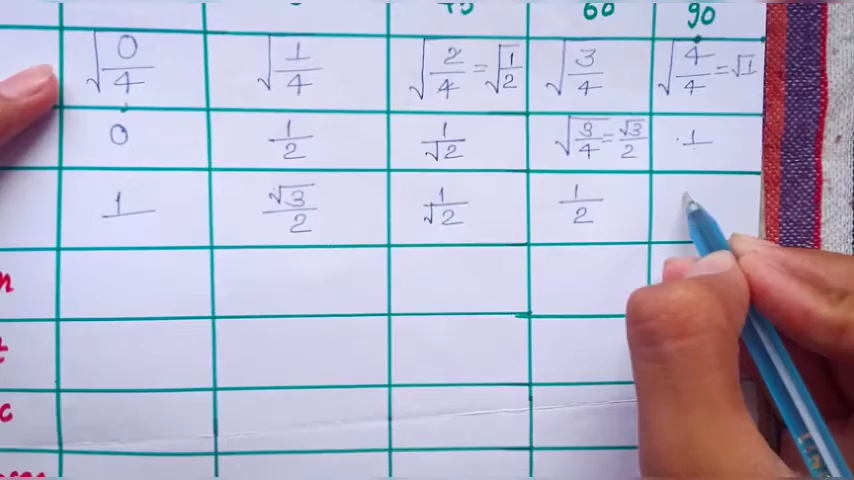 45 60 90
√0/4 √1/4 √2/4 = √1/2 √3/4 √4/4 = √1
0 1/2 1/√2 √3/4 = √3/2 1
1 √3/2 1/√2 1/2
n
c